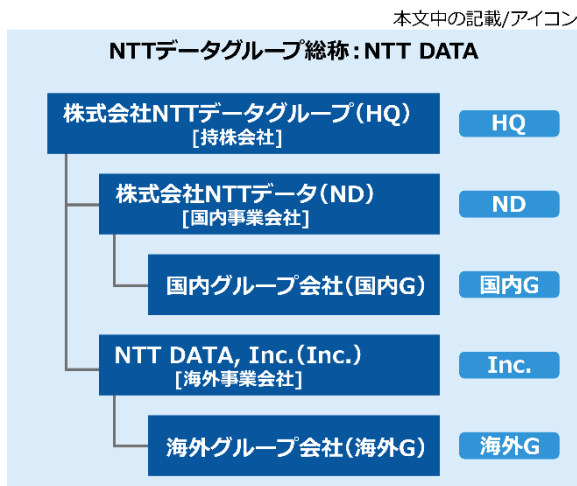 本文中の記載/アイコン
NTTデータグループ総称：NTT DATA
株式会社NTTデータグループ（HQ）
[持株会社]
HQ
株式会社NTTデータ（ND）
[国内事業会社]
ND
国内グループ会社（国内G）
国内G
NTT DATA, Inc.（Inc.）
[海外事業会社]
Inc.
海外グループ会社（海外G）
海外G